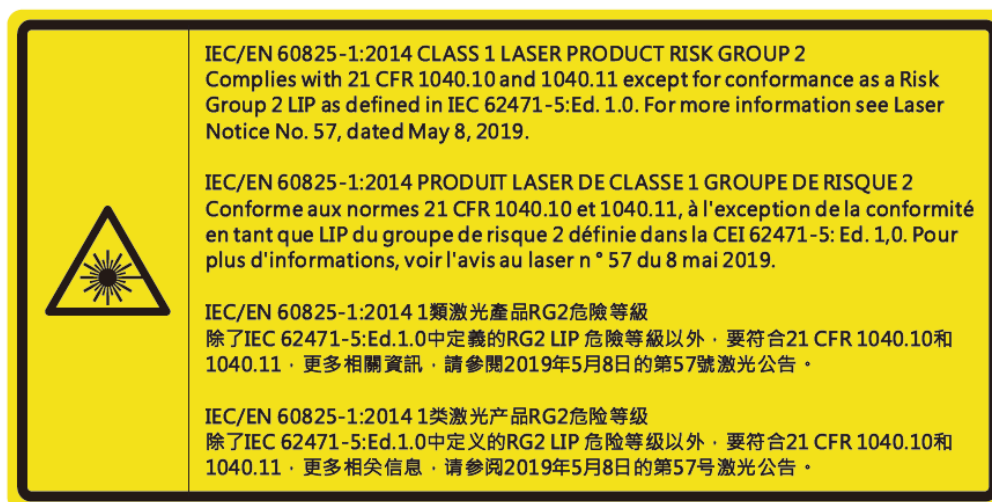 IEC/EN 60825-1:2014 CLASS 1 LASER PRODUCT RISK GROUP 2
Complies with 21 CFR 1040.10 and 1040.11 except for conformance as a Risk
Group 2 LIP as defined in IEC 62471-5:Ed. 1.0. For more information see Laser
Notice No. 57, dated May 8, 2019.
IEC/EN 60825-1:2014 PRODUIT LASER DE CLASSE 1 GROUPE DE RISQUE 2
Conforme aux normes 21 CFR 1040.10 et 1040.11, à l'exception de la conformité
en tant que LIP du groupe de risque 2 définie dans la CEI 62471-5: Ed. 1,0. Pour
plus d'informations, voir l'avis au laser n ° 57 du 8 mai 2019.
IEC/EN 60825-1:2014 1類激光產品RG2危險等級
除了IEC 62471-5:Ed.1.0中定義的RG2 LIP 危險等級以外，要符合21 CFR 1040.10和
1040.11，更多相關資訊，請參閱2019年5月8日的第57號激光公告。
IEC/EN 60825-1:2014 1类激光产品RG2危险等级
除了IEC 62471-5:Ed.1.0中定义的RG2 LIP 危险等级以外，要符合21 CFR 1040.10和
1040.11，更多相关信息，请参阅2019年5月8日的第57号激光公告。